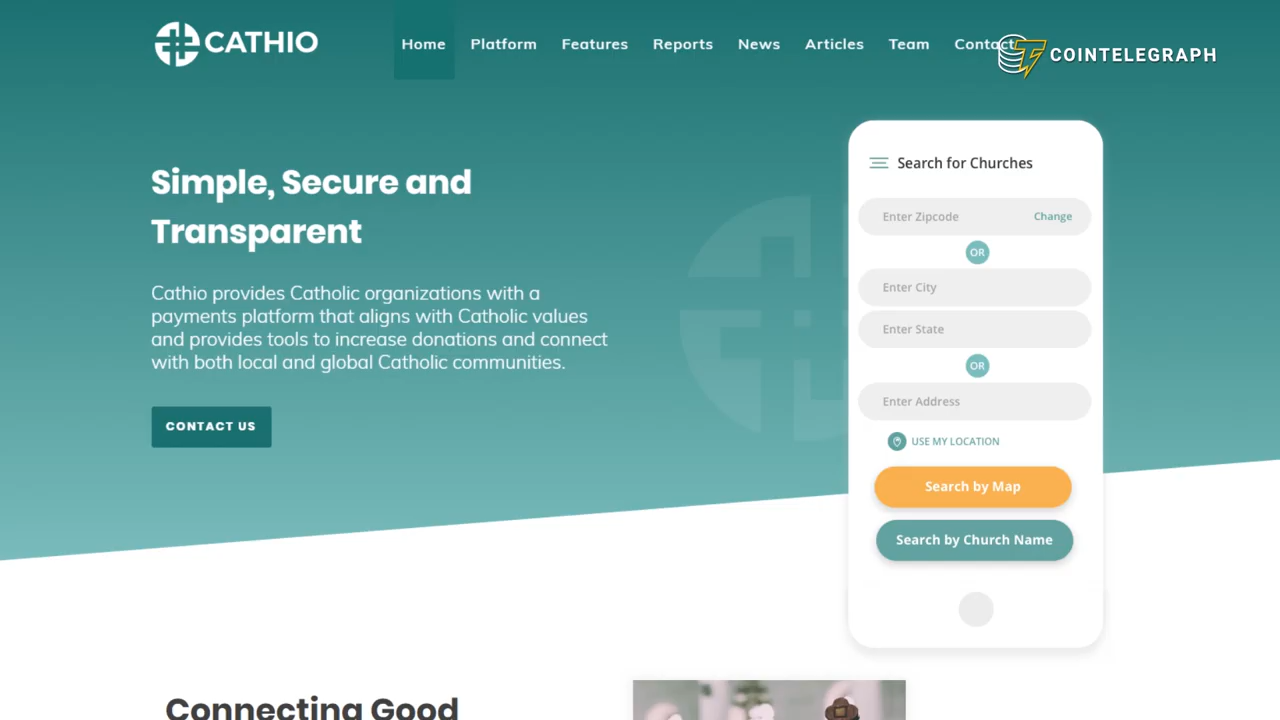 CATHIO
Home Platform Features Reports News Articles Team Contact
COINTELEGRAPH
Simple, Secure and
Transparent
Cathio provides Catholic organizations with a
payments platform that aligns with Catholic values
and provides tools to increase donations and connect
with both local and global Catholic communities.
CONTACT US
Search for Churches
Enter Zipcode Change
OR
Enter City
Enter State
OR
Enter Address
USE MY LOCATION
Search by Map
Search by Church Name
Connecting Good